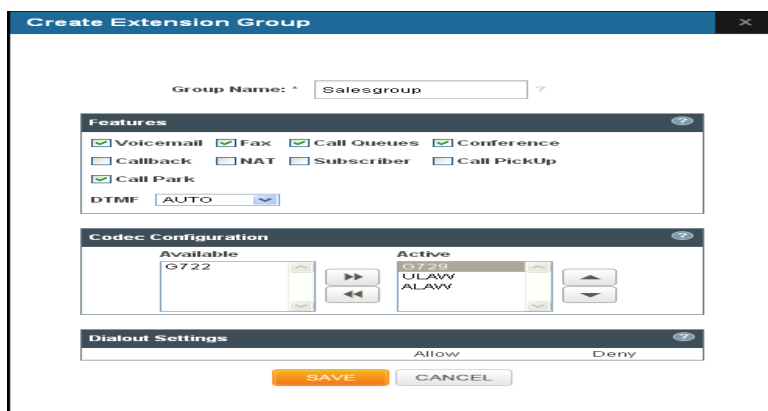 Create Extension Group ×
Group Name: * Salesgroup ?
Features ?
Voicemail Fax Call Queues Conference
Callback NAT Subscriber Call PickUp
Call Park
DTMF AUTO
Codec Configuration ?
Available Active
G722 G729
ULAW
ALAW
Dialout Settings ?
Allow Deny
SAVE CANCEL